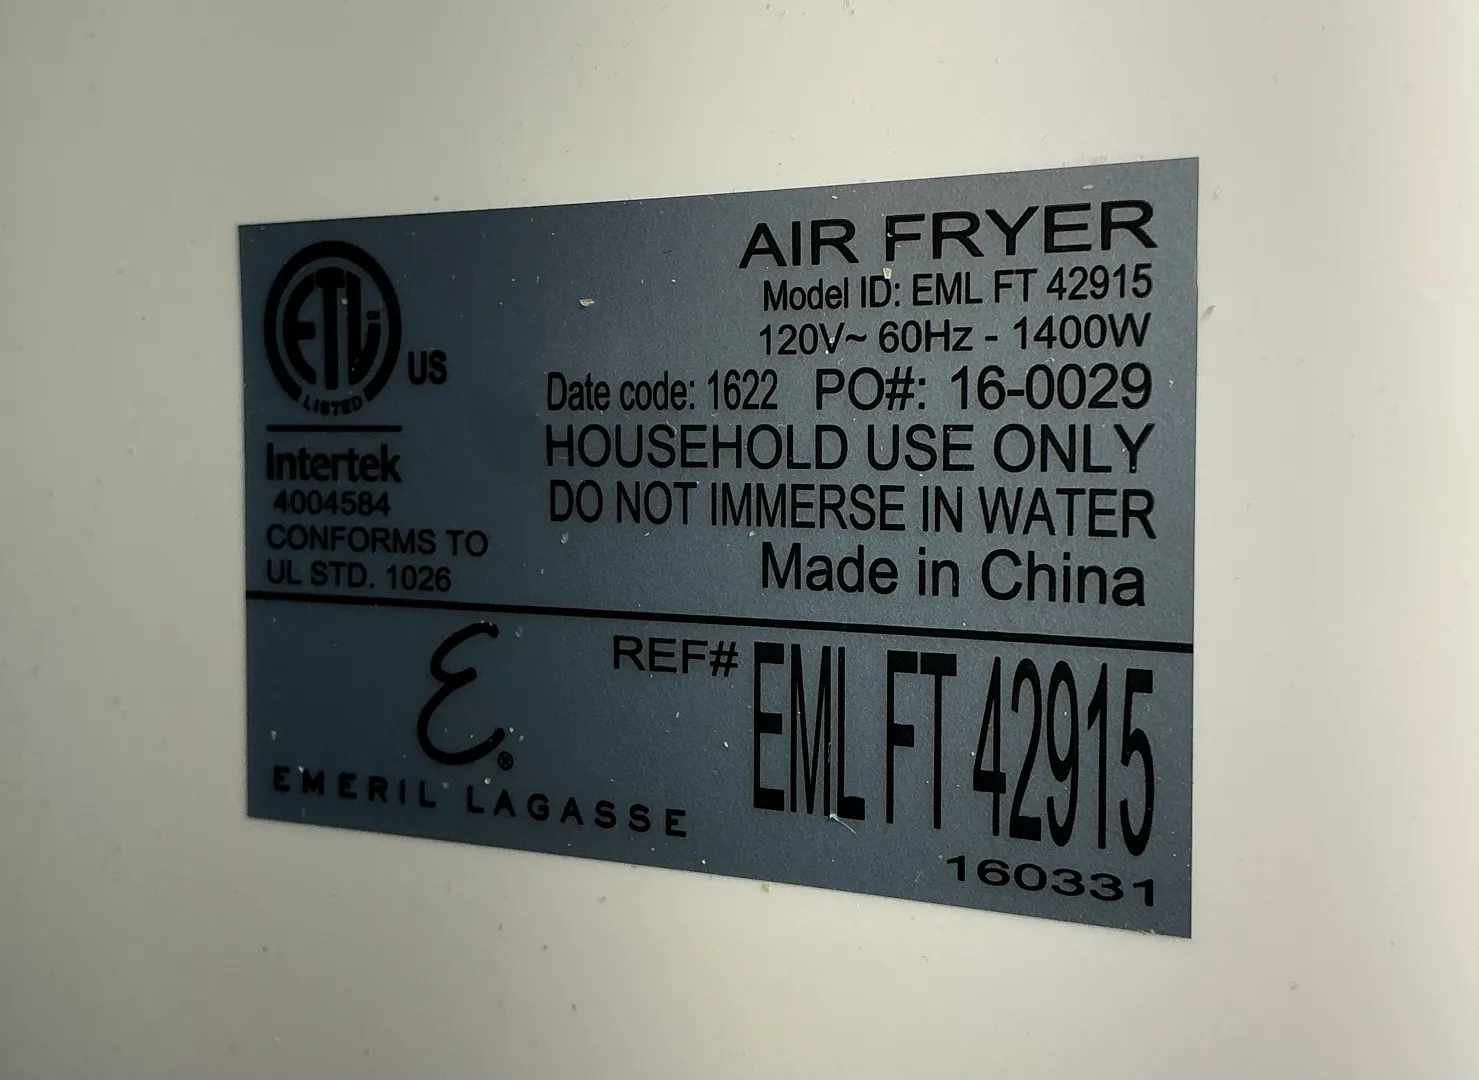 ETL
LISTED
US
Intertek
4004584
CONFORMS TO
UL STD. 1026
AIR FRYER
Model ID: EML FT 42915
120V~ 60Hz - 1400W
Date code: 1622 PO#: 16-0029
HOUSEHOLD USE ONLY
DO NOT IMMERSE IN WATER
Made in China
E®
EMERIL LAGASSE
REF# EML FT 42915
160331